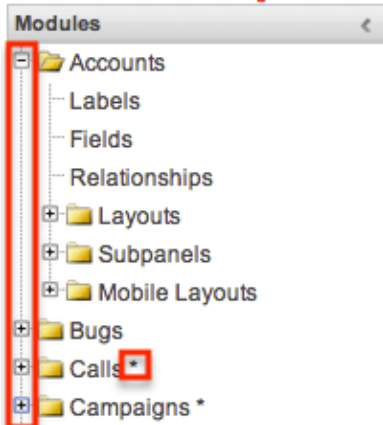 Modules
Accounts
Labels
Fields
Relationships
Layouts
Subpanels
Mobile Layouts
Bugs
Calls *
Campaigns *